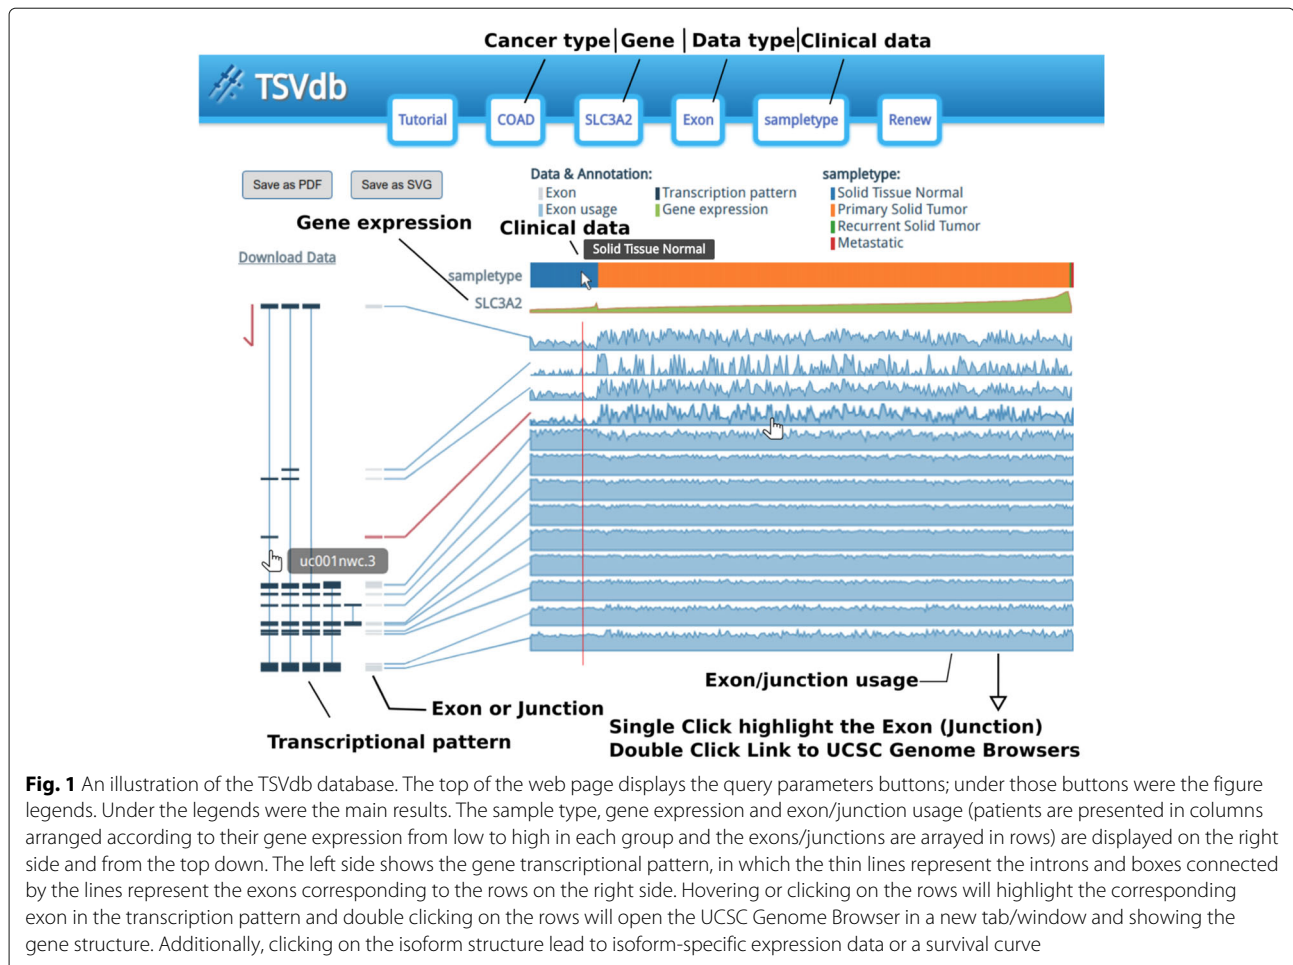 Cancer type|Gene|Data type|Clinical data
TSVdb
Tutorial
COAD
SLC3A2
Exon
sampletype
Renew
Save as PDF
Save as SVG
Data & Annotation:
Exon
Transcription pattern
Exon usage
Gene expression
sampletype:
Solid Tissue Normal
Primary Solid Tumor
Recurrent Solid Tumor
Metastatic
Gene expression
Clinical data
Solid Tissue Normal
Download Data
sampletype
SLC3A2
uc001nwc.3
Exon/junction usage
Exon or Junction
Transcriptional pattern
Single Click highlight the Exon (Junction)
Double Click Link to UCSC Genome Browsers
Fig. 1 An illustration of the TSVdb database. The top of the web page displays the query parameters buttons; under those buttons were the figure
legends. Under the legends were the main results. The sample type, gene expression and exon/junction usage (patients are presented in columns
arranged according to their gene expression from low to high in each group and the exons/junctions are arrayed in rows) are displayed on the right
side and from the top down. The left side shows the gene transcriptional pattern, in which the thin lines represent the introns and boxes connected
by the lines represent the exons corresponding to the rows on the right side. Hovering or clicking on the rows will highlight the corresponding
exon in the transcription pattern and double clicking on the rows will open the UCSC Genome Browser in a new tab/window and showing the
gene structure. Additionally, clicking on the isoform structure lead to isoform-specific expression data or a survival curve